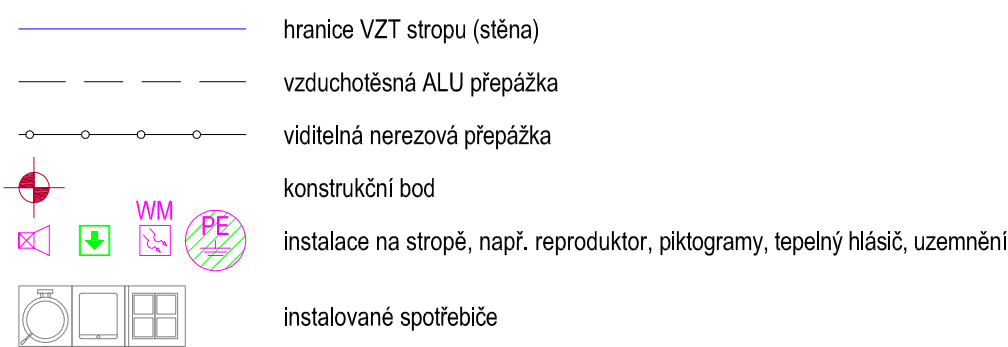 hranice VZT stropu (stěna)
vzduchotěsná ALU přepážka
viditelná nerezová přepážka
konstrukční bod
WM
PE
instalace na stropě, např. reproduktor, piktogramy, tepelný hlásič, uzemnění
instalované spotřebiče